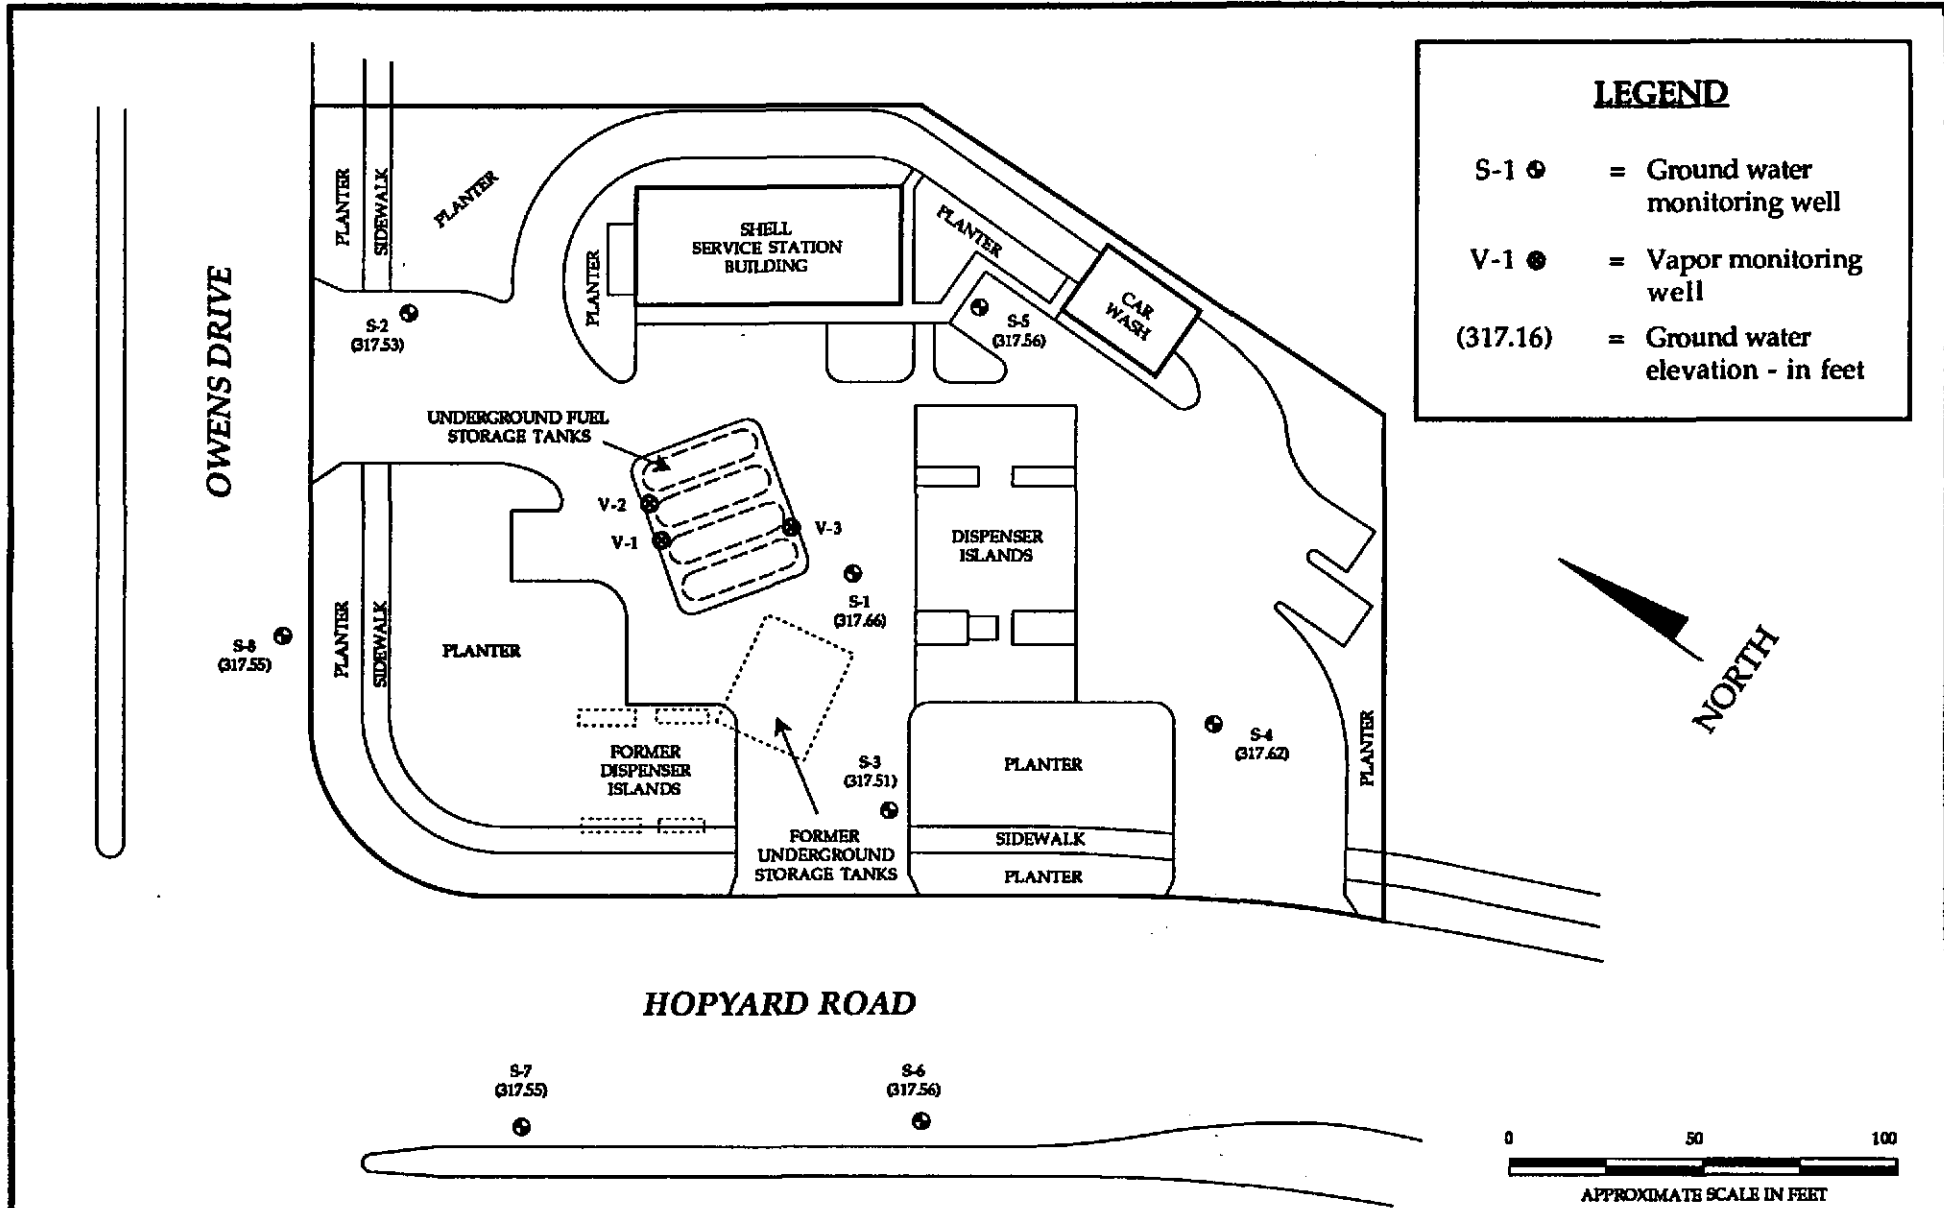 LEGEND
S-1 = Ground water
monitoring well
V-1 = Vapor monitoring
well
(317.16) = Ground water
elevation - in feet
OWENS DRIVE
PLANTER
SIDEWALK
PLANTER
PLANTER
SHELL
SERVICE STATION
BUILDING
PLANTER
CAR
WASH
S-2
(317.53)
S-5
(317.56)
UNDERGROUND FUEL
STORAGE TANKS
V-2
V-1
V-3
DISPENSER
ISLANDS
S-1
(317.66)
S-8
(317.55)
PLANTER
SIDEWALK
PLANTER
NORTH
FORMER
DISPENSER
ISLANDS
S-3
(317.51)
PLANTER
S-4
(317.62)
PLANTER
FORMER
UNDERGROUND
STORAGE TANKS
SIDEWALK
PLANTER
HOPYARD ROAD
S-7
(317.55)
S-6
(317.56)
0 50 100
APPROXIMATE SCALE IN FEET